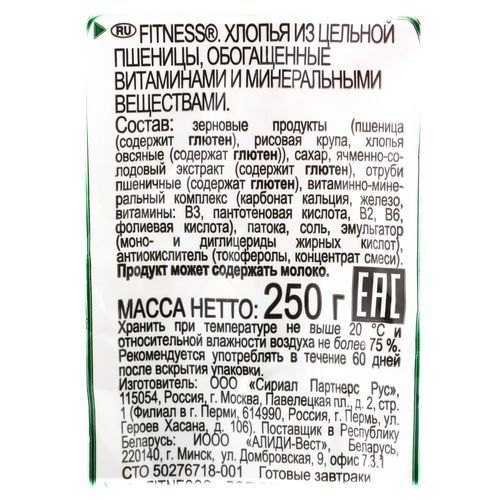 RU FITNESS®. ХЛОПЬЯ ИЗ ЦЕЛЬНОЙ
ПШЕНИЦЫ, ОБОГАЩЕННЫЕ
ВИТАМИНАМИ И МИНЕРАЛЬНЫМИ
ВЕЩЕСТВАМИ.
Состав: зерновые продукты (пшеница
(содержит глютен), рисовая крупа, хлопья
овсяные (содержат глютен)), сахар, ячменно-со-
лодовый экстракт (содержит глютен), отруби
пшеничные (содержат глютен), витаминно-мине-
ральный комплекс (карбонат кальция, железо,
витамины: B3, пантотеновая кислота, B2, B6,
фолиевая кислота), патока, соль, эмульгатор
(моно- и диглицериды жирных кислот),
антиокислитель (токоферолы, концентрат смеси).
Продукт может содержать молоко.
МАССА НЕТТО: 250 г EAC
Хранить при температуре не выше 20 °C и
относительной влажности воздуха не более 75 %.
Рекомендуется употреблять в течение 60 дней
после вскрытия упаковки.
Изготовитель: ООО «Сириал Партнерс Рус»,
115054, Россия, г. Москва, Павелецкая пл., д. 2, стр.
1 (Филиал в г. Перми, 614990, Россия, г. Пермь, ул.
Героев Хасана, д. 106). Поставщик в Республику
Беларусь: ИООО «АЛИДИ-Вест», Беларусь,
220140, г. Минск, ул. Домбровская, 9, офис 7.3.1
СТО 50276718-001 Готовые завтраки